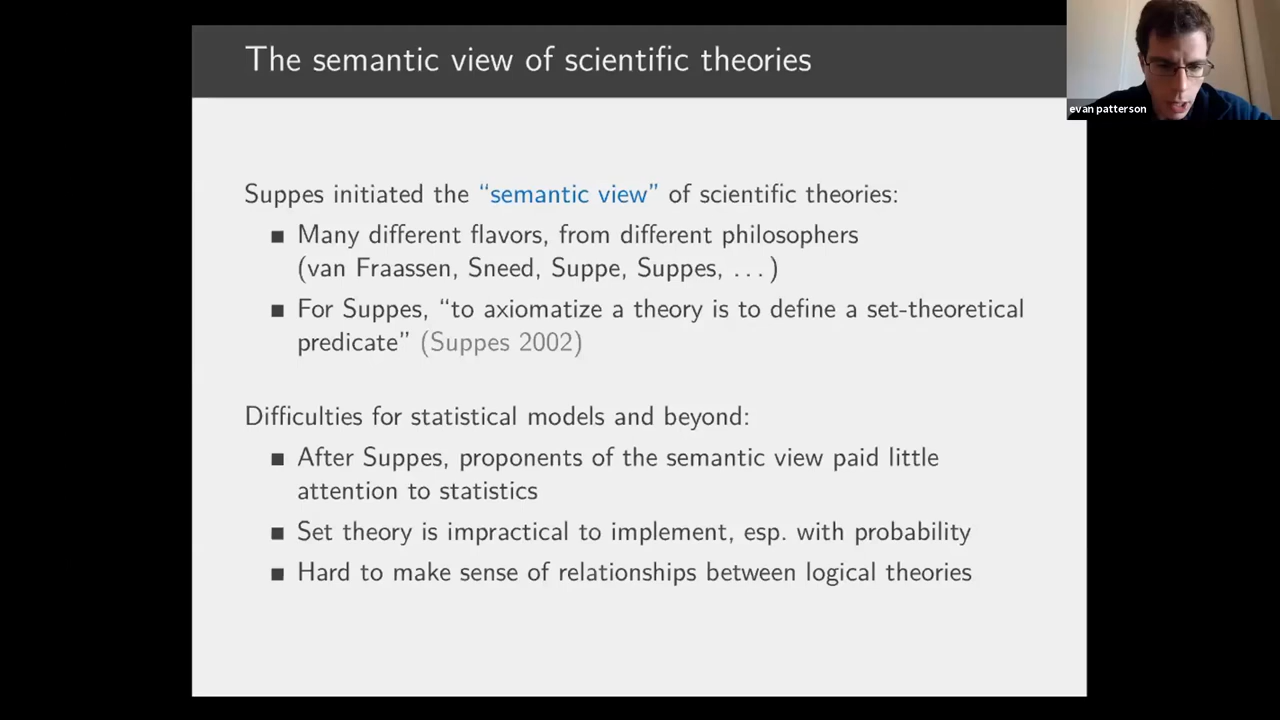 The semantic view of scientific theories
evan patterson
Suppes initiated the “semantic view” of scientific theories:
■ Many different flavors, from different philosophers
(van Fraassen, Sneed, Suppe, Suppes, . . . )
■ For Suppes, “to axiomatize a theory is to define a set-theoretical
predicate” (Suppes 2002)
Difficulties for statistical models and beyond:
■ After Suppes, proponents of the semantic view paid little
attention to statistics
■ Set theory is impractical to implement, esp. with probability
■ Hard to make sense of relationships between logical theories